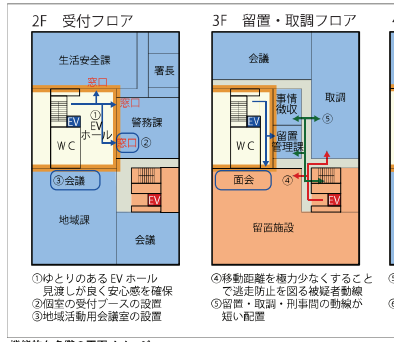 2F 受付フロア
生活安全課
署長
窓口
窓口
①
EV
EV
ホール
警務課
WC
窓口 ②
③会議
EV
地域課
会議
①ゆとりのある EV ホール
見渡しが良く安心感を確保
②個室の受付ブースの設置
③地域活動用会議室の設置
3F 留置・取調フロア
会議
事情
徴収
取調
⑤
EV
留置
管理課
WC
面会
④
EV
留置施設
④移動距離を極力少なくすること
で逃走防止を図る被疑者動線
⑤留置・取調・刑事間の動線が
短い配置